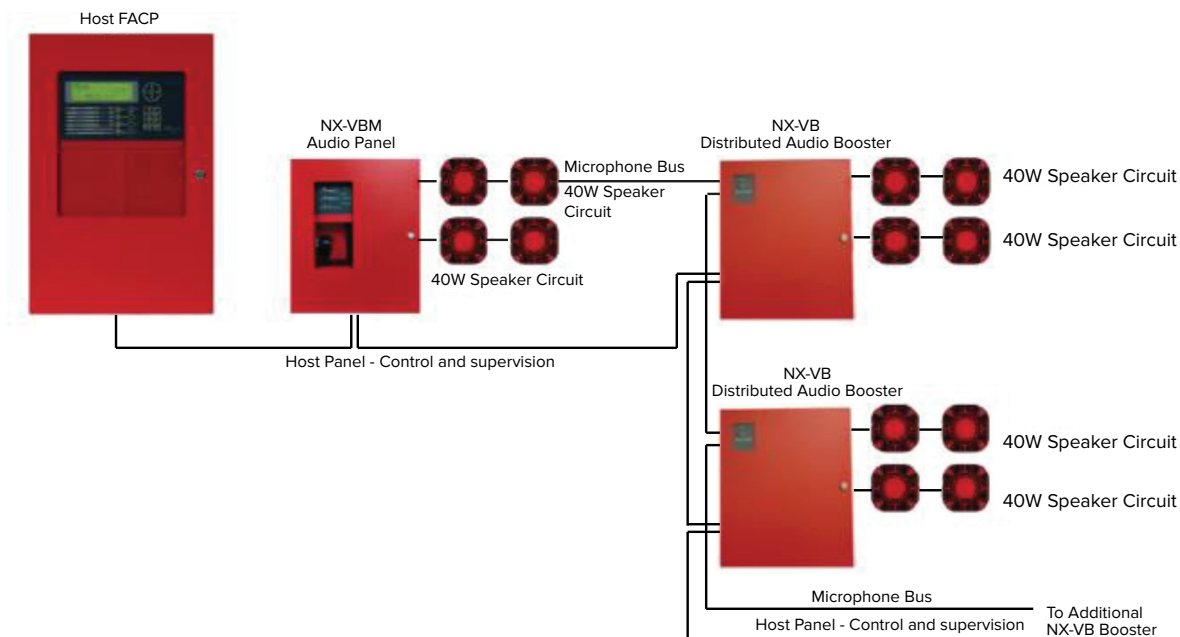 Host FACP
NX-VBM
Audio Panel
NX-VB
Distributed Audio Booster
Microphone Bus
40W Speaker
Circuit
40W Speaker Circuit
40W Speaker Circuit
40W Speaker Circuit
Host Panel - Control and supervision
NX-VB
Distributed Audio Booster
40W Speaker Circuit
40W Speaker Circuit
Microphone Bus
Host Panel - Control and supervision
To Additional
NX-VB Booster